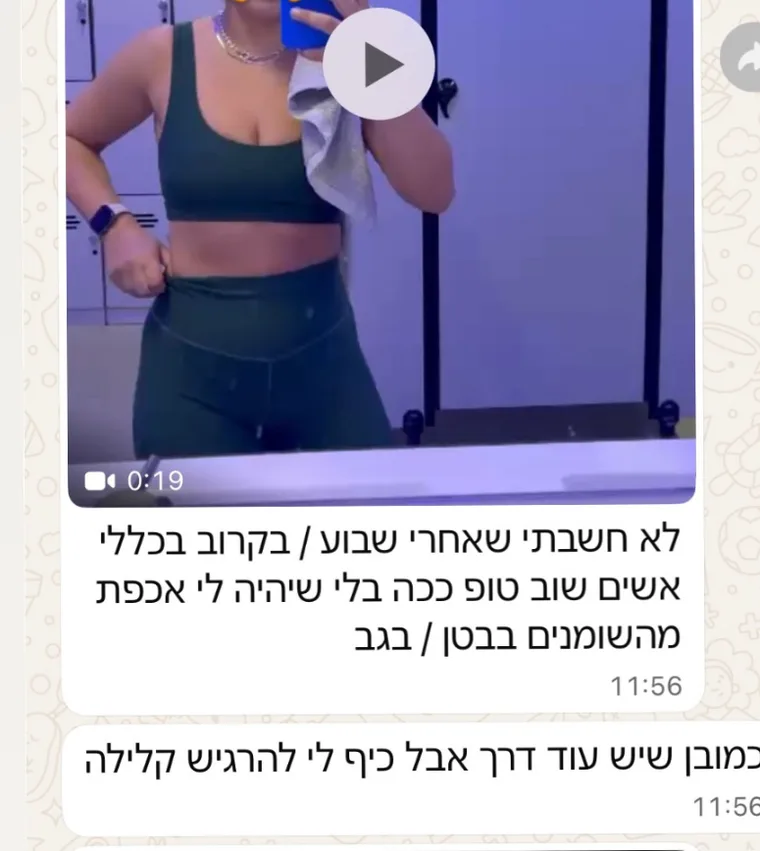 0:19
לא חשבתי שאחרי שבוע / בקרוב בכללי
אשים שוב טופ ככה בלי שיהיה לי אכפת
מהשומנים בבטן / בגב
11:56
כמובן שיש עוד דרך אבל כיף לי להרגיש קלילה
11:56